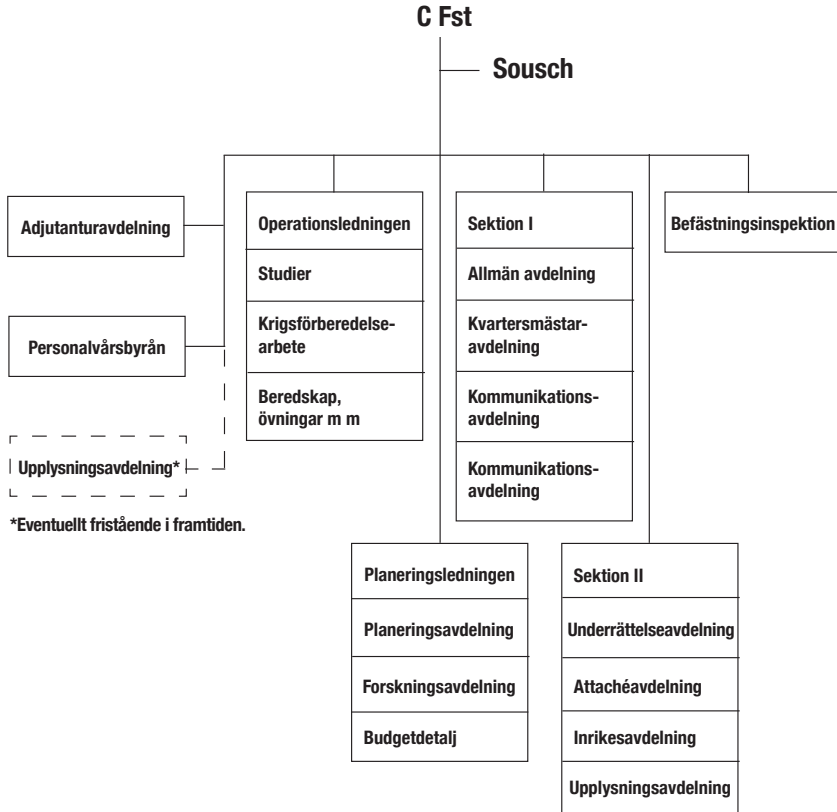 C Fst
Sousch
Adjutanturavdelning
Personalvårsbyrån
Upplysningsavdelning*
*Eventuellt fristående i framtiden.
Operationsledningen
Studier
Krigsförberedelse-
arbete
Beredskap,
övningar m m
Sektion I
Allmän avdelning
Kvartersmästar-
avdelning
Kommunikations-
avdelning
Kommunikations-
avdelning
Befästningsinspektion
Planeringsledningen
Planeringsavdelning
Forskningsavdelning
Budgetdetalj
Sektion II
Underrättelseavdelning
Attachéavdelning
Inrikesavdelning
Upplysningsavdelning